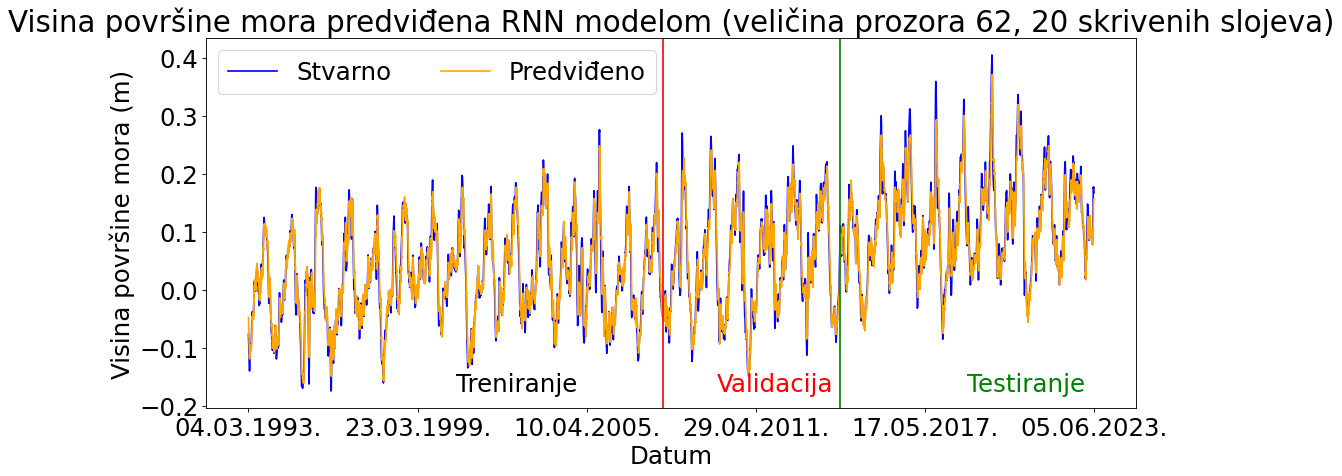 Visina površine mora predviđena RNN modelom (veličina prozora 62, 20 skrivenih slojeva)
Stvarno
Predviđeno
Visina površine mora (m)
0.4
0.3
0.2
0.1
0.0
−0.1
−0.2
Treniranje
Validacija
Testiranje
04.03.1993.
23.03.1999.
10.04.2005.
29.04.2011.
17.05.2017.
05.06.2023.
Datum